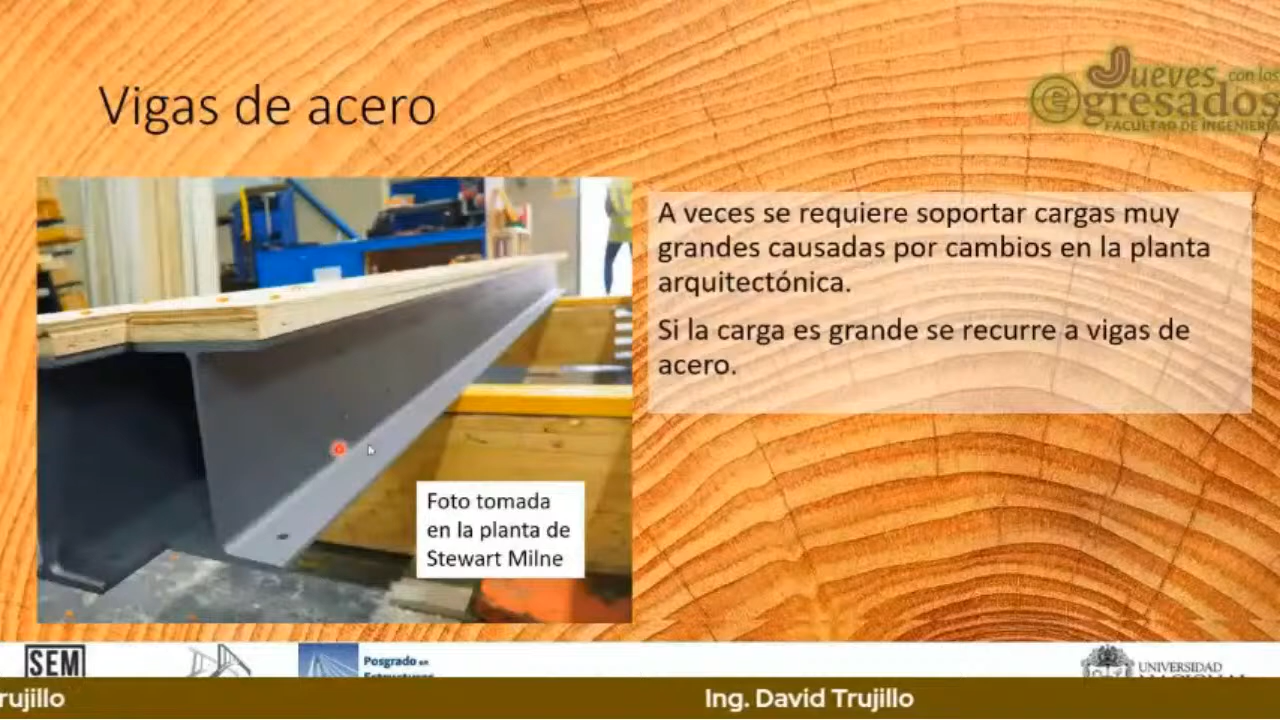 Jueves con los
egresados
FACULTAD DE INGENIERÍA
Vigas de acero
A veces se requiere soportar cargas muy
grandes causadas por cambios en la planta
arquitectónica.
Si la carga es grande se recurre a vigas de
acero.
Foto tomada
en la planta de
Stewart Milne
SEM
Posgrado en
Estructuras
UNIVERSIDAD
NACIONAL
rujillo
Ing. David Trujillo